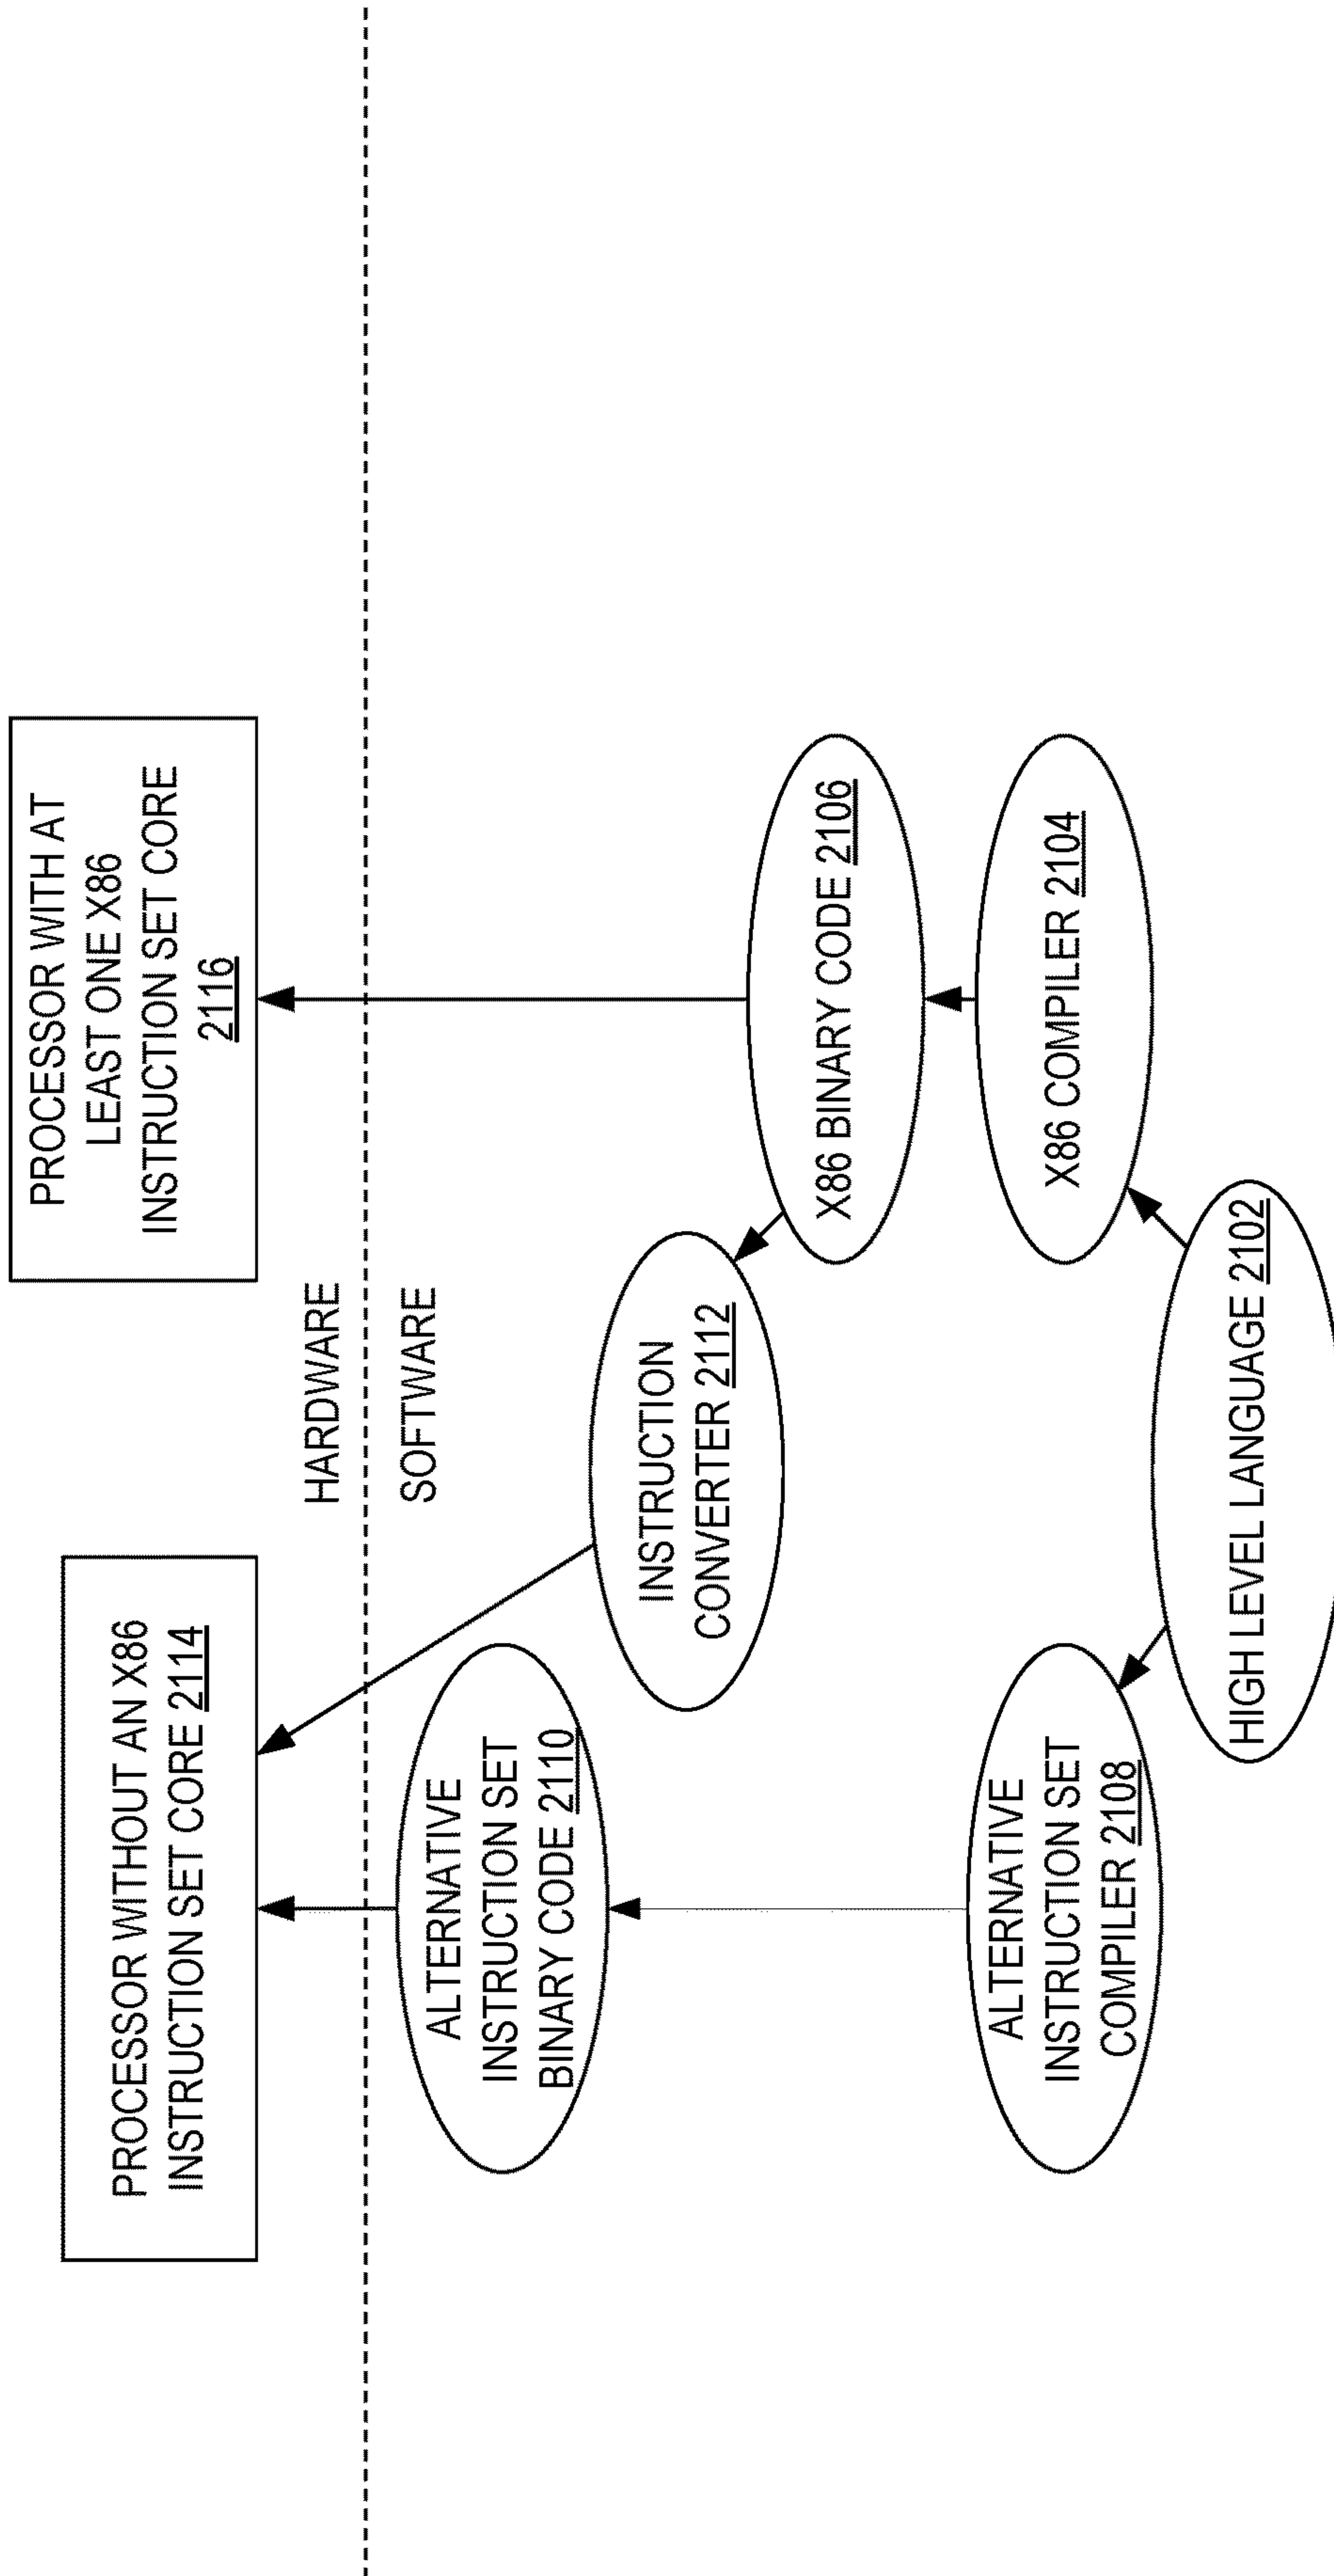 PROCESSOR WITHOUT AN X86
INSTRUCTION SET CORE 2114
PROCESSOR WITH AT
LEAST ONE X86
INSTRUCTION SET CORE
2116
HARDWARE
SOFTWARE
ALTERNATIVE
INSTRUCTION SET
BINARY CODE 2110
INSTRUCTION
CONVERTER 2112
X86 BINARY CODE 2106
ALTERNATIVE
INSTRUCTION SET
COMPILER 2108
X86 COMPILER 2104
HIGH LEVEL LANGUAGE 2102